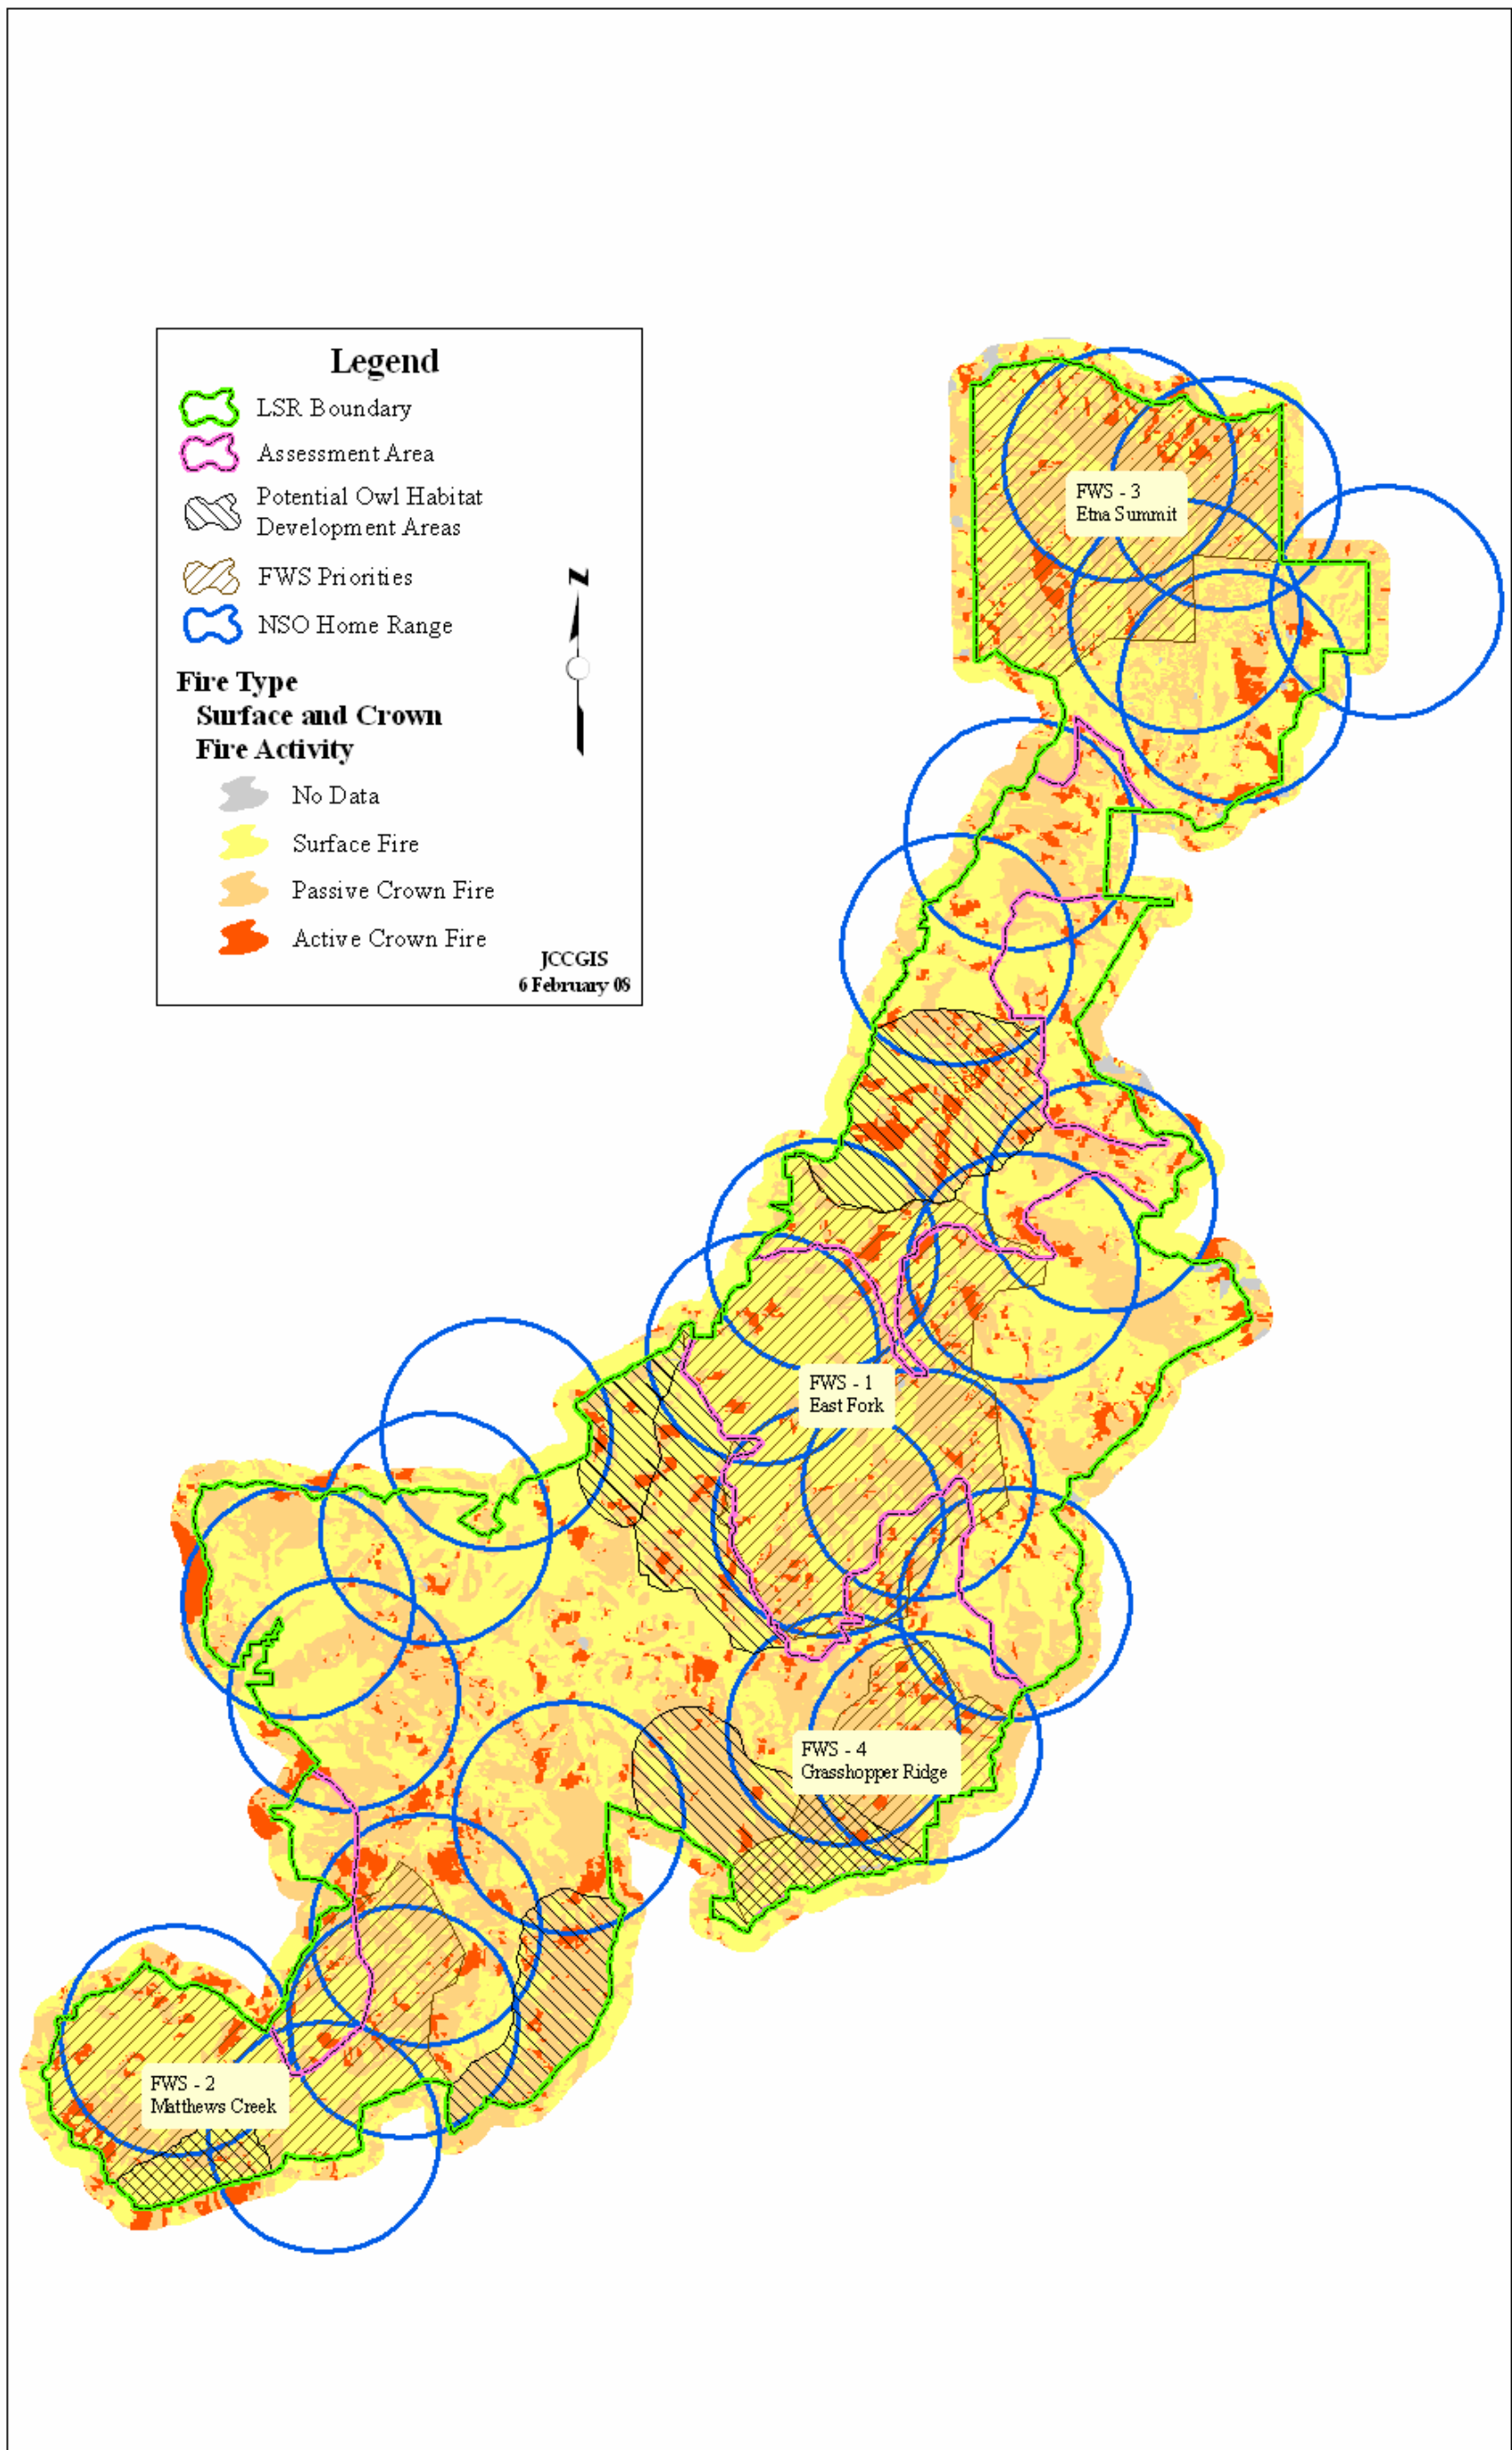 Legend
LSR Boundary
Assessment Area
Potential Owl Habitat
Development Areas
FWS Priorities
NSO Home Range
N
Fire Type
Surface and Crown
Fire Activity
No Data
Surface Fire
Passive Crown Fire
Active Crown Fire
JCCGIS
6 February 08
FWS - 3
Etna Summit
FWS - 1
East Fork
FWS - 4
Grasshopper Ridge
FWS - 2
Matthews Creek